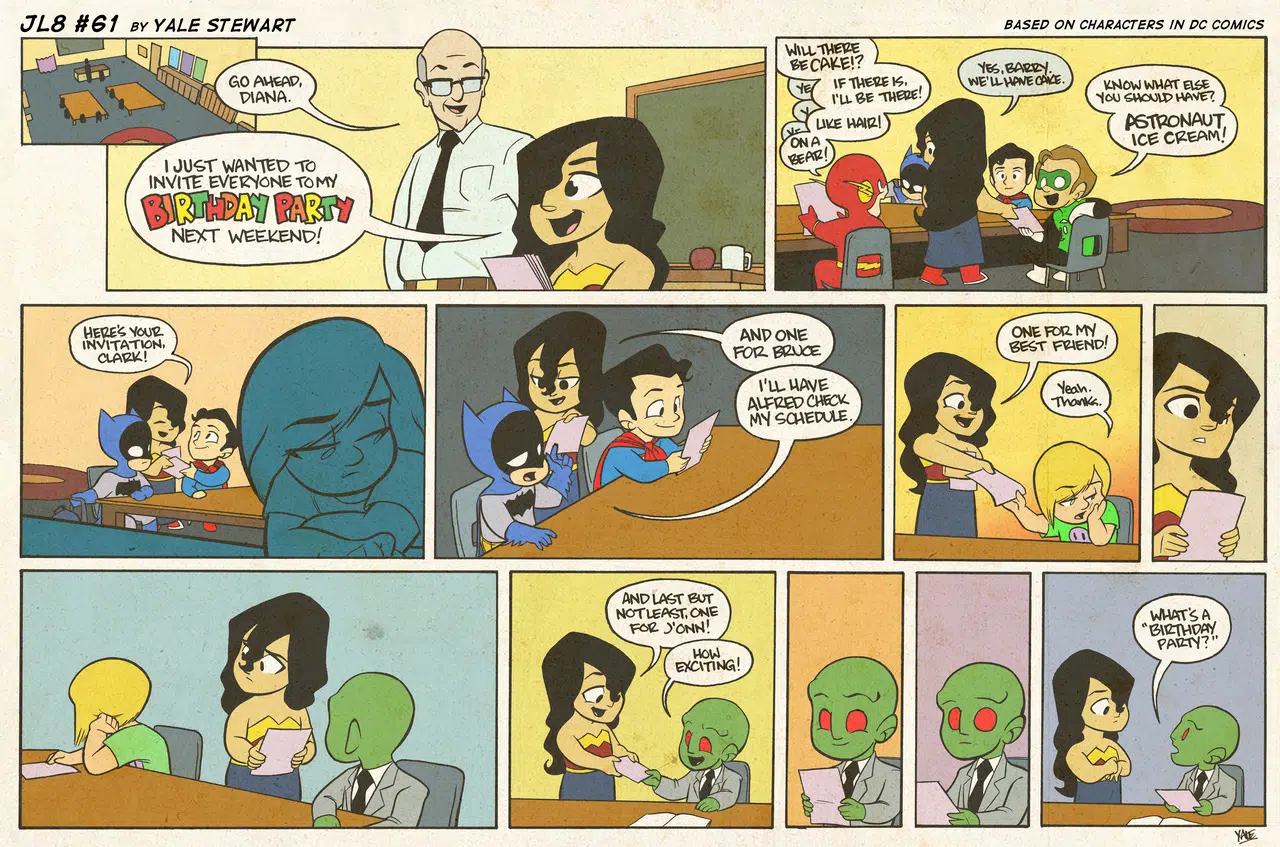 JL8 #61 BY YALE STEWART
BASED ON CHARACTERS IN DC COMICS
GO AHEAD,
DIANA.
I JUST WANTED TO
INVITE EVERYONE TO MY
BIRTHDAY PARTY
NEXT WEEKEND!
WILL THERE
BE CAKE!?
YE
IF THERE IS,
I'LL BE THERE!
Y
LIKE HAIR!
YE
ON A
BEAR!
YES, BARRY,
WE'LL HAVE CAKE.
KNOW WHAT ELSE
YOU SHOULD HAVE?
ASTRONAUT
ICE CREAM!
HERE'S YOUR
INVITATION,
CLARK!
AND ONE
FOR BRUCE
I'LL HAVE
ALFRED CHECK
MY SCHEDULE.
ONE FOR MY
BEST FRIEND!
Yeah.
Thanks.
AND LAST BUT
NOT LEAST, ONE
FOR J'ONN!
HOW
EXCITING!
WHAT'S A
"BIRTHDAY
PARTY?"
YALE